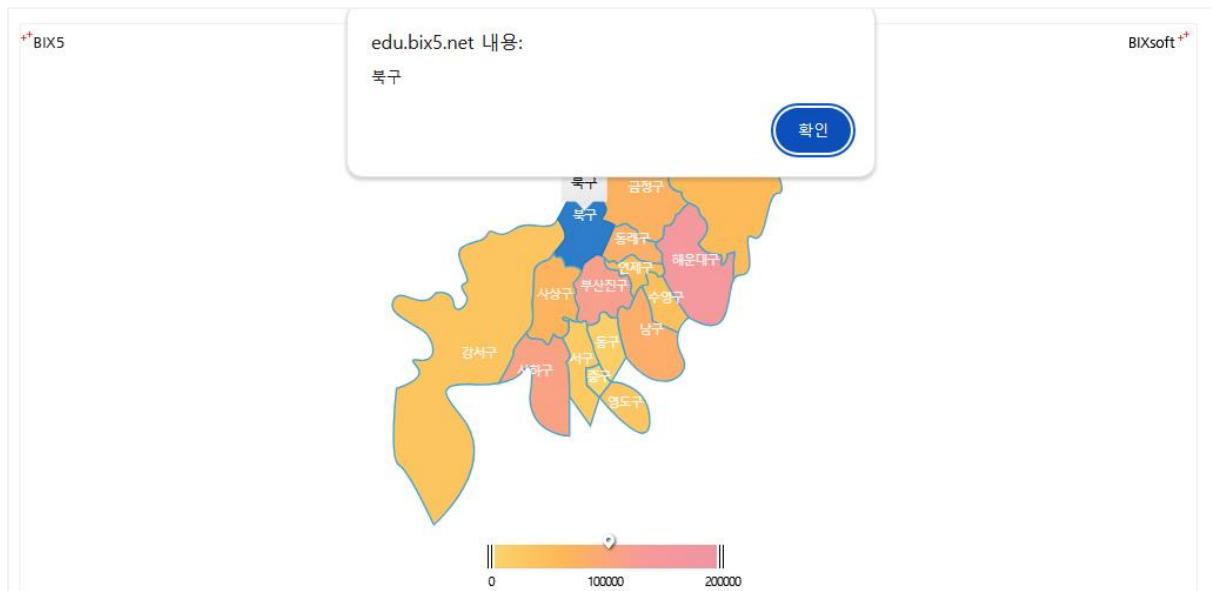 BIX5
BIXsoft
edu.bix5.net 내용:
북구
확인
북구
금정구
북구
동래구
해운대구
연제구
부산진구
사상구
수영구
남구
동구
강서구
서구
사하구
중구
영도구
0
100000
200000